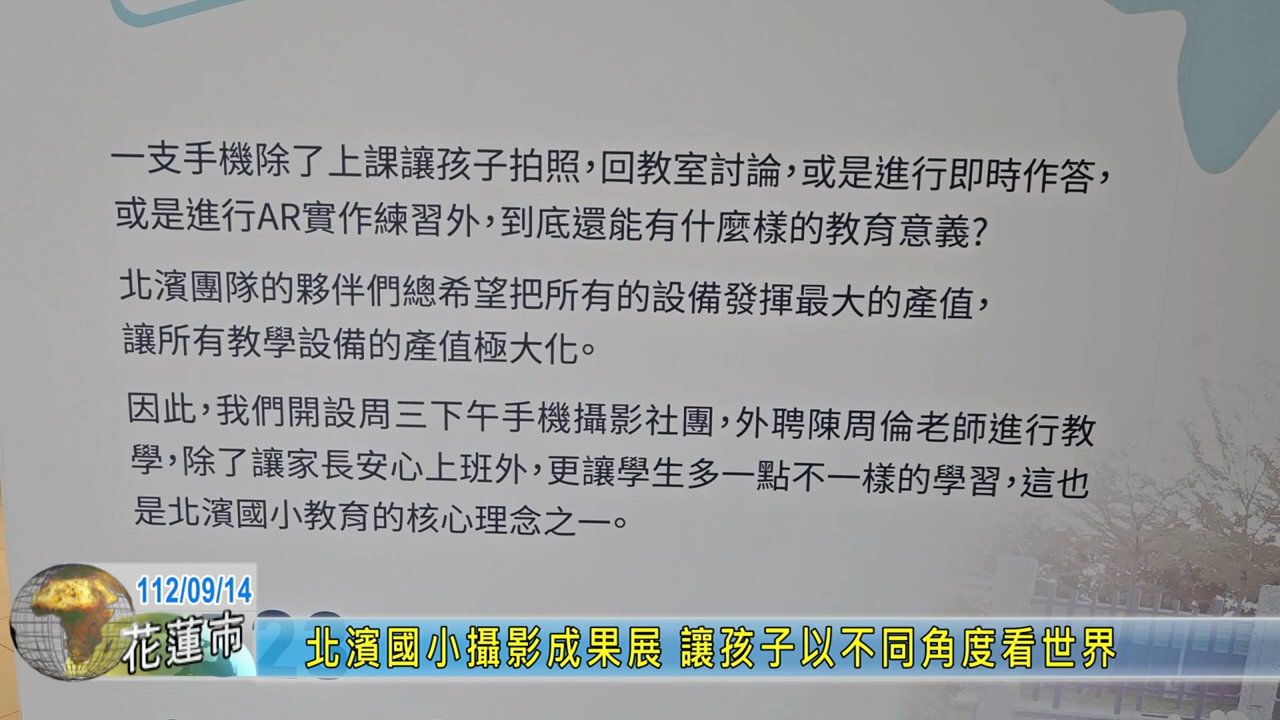 一支手機除了上課讓孩子拍照，回教室討論，或是進行即時作答，
或是進行AR實作練習外，到底還能有什麼樣的教育意義?
北濱團隊的夥伴們總希望把所有的設備發揮最大的產值，
讓所有教學設備的產值極大化。
因此，我們開設周三下午手機攝影社團，外聘陳周倫老師進行教
學，除了讓家長安心上班外，更讓學生多一點不一樣的學習，這也
是北濱國小教育的核心理念之一。
112/09/14
花蓮市
北濱國小攝影成果展 讓孩子以不同角度看世界